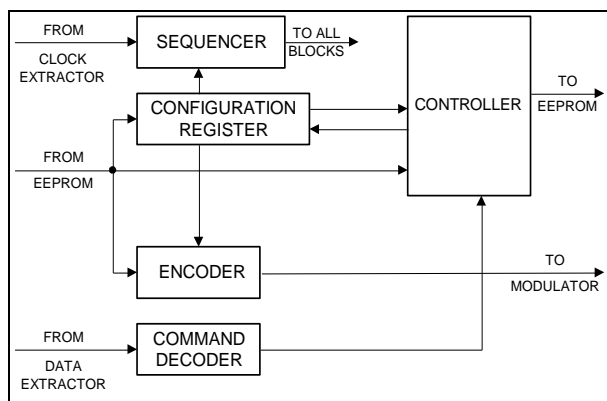 FROM
CLOCK
EXTRACTOR
SEQUENCER
TO ALL
BLOCKS
CONFIGURATION
REGISTER
CONTROLLER
TO
EEPROM
FROM
EEPROM
ENCODER
TO
MODULATOR
FROM
DATA
EXTRACTOR
COMMAND
DECODER